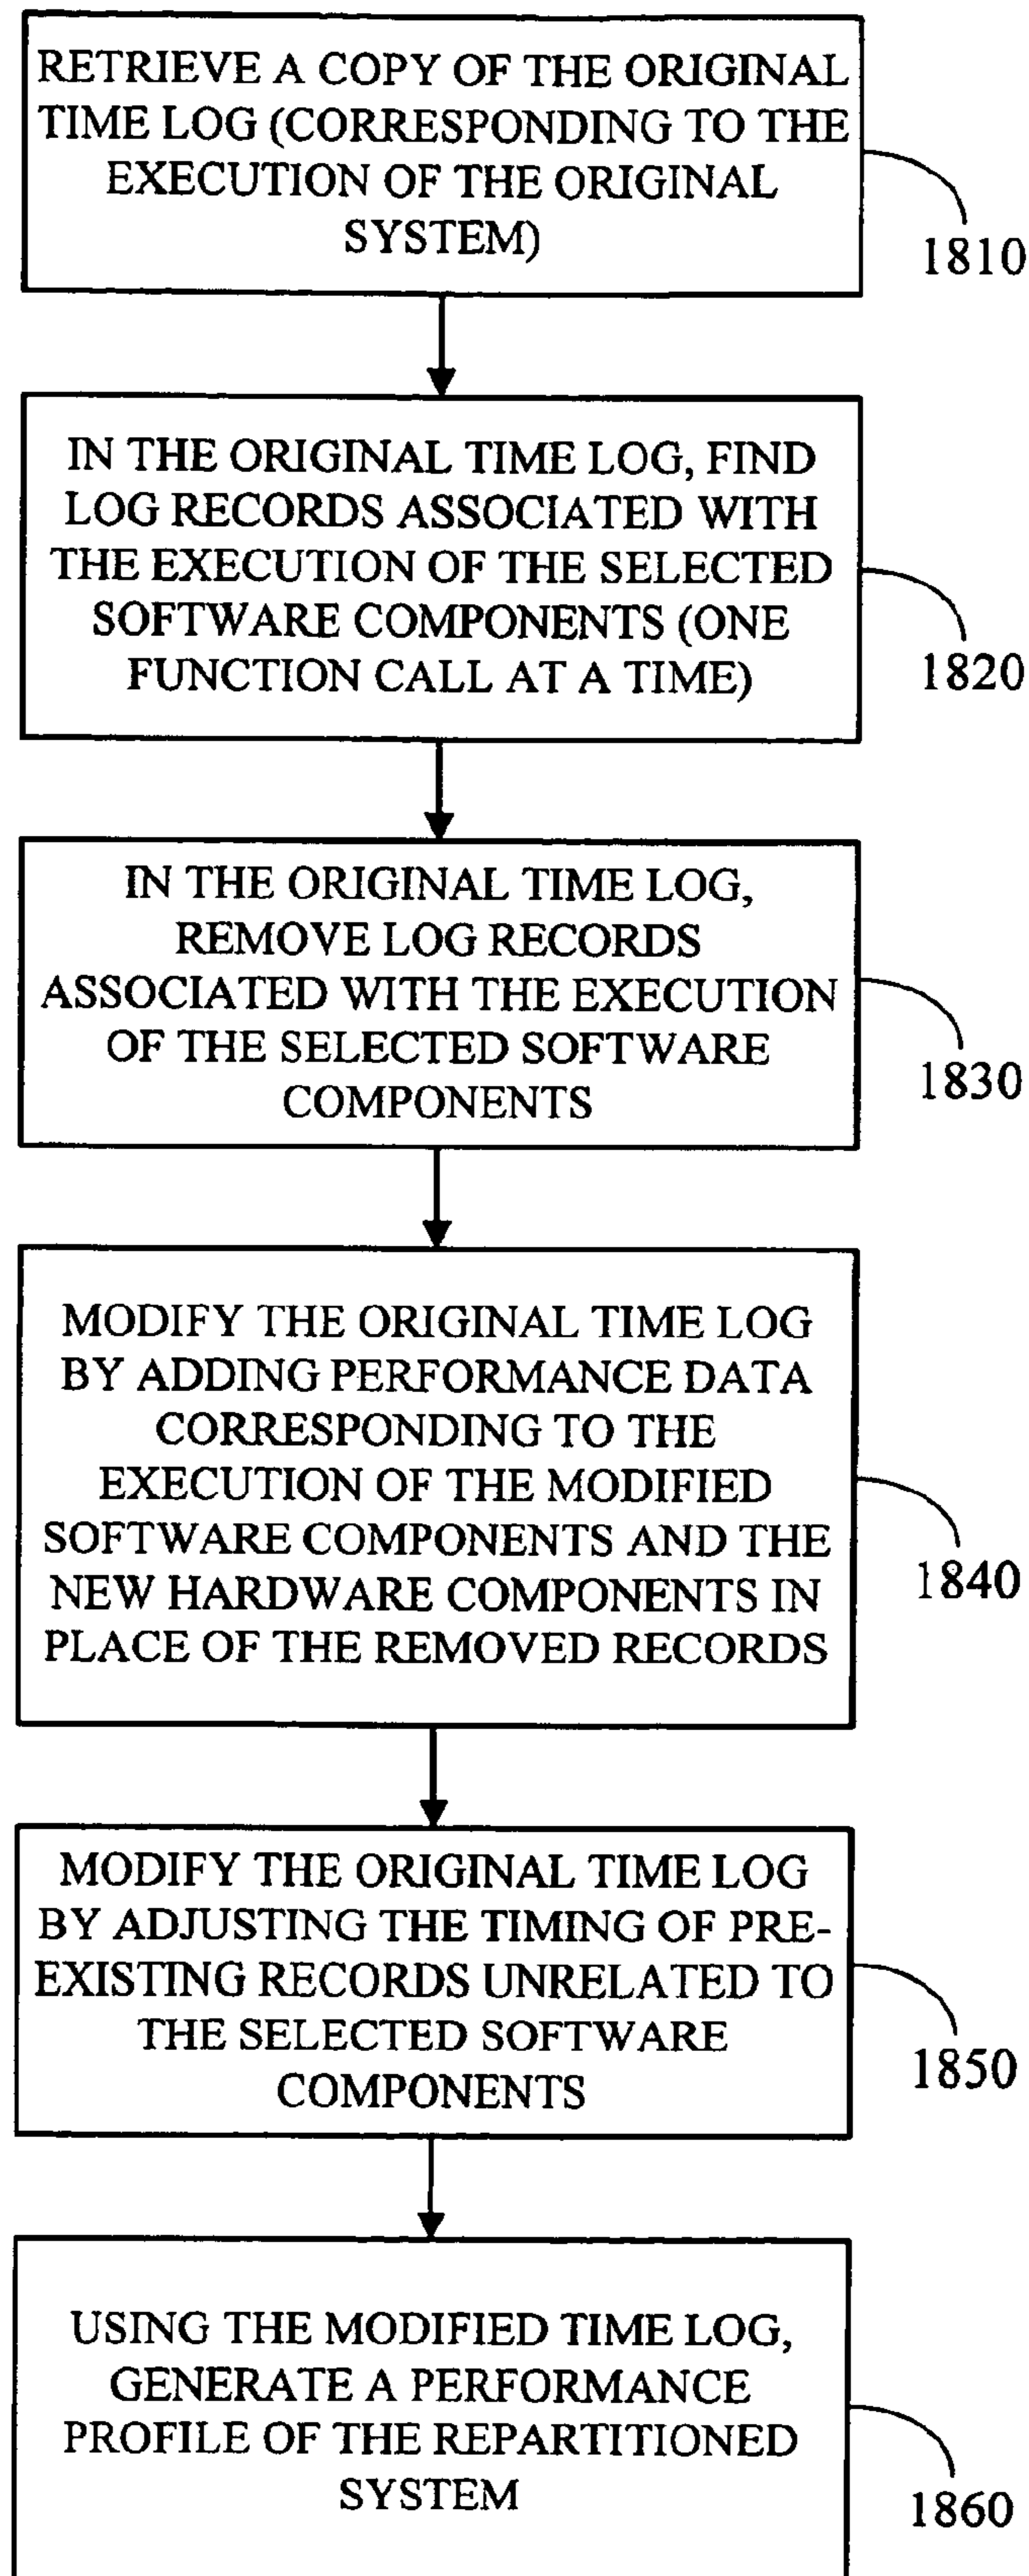 RETRIEVE A COPY OF THE ORIGINAL
TIME LOG (CORRESPONDING TO THE
EXECUTION OF THE ORIGINAL
SYSTEM)
1810
IN THE ORIGINAL TIME LOG, FIND
LOG RECORDS ASSOCIATED WITH
THE EXECUTION OF THE SELECTED
SOFTWARE COMPONENTS (ONE
FUNCTION CALL AT A TIME)
1820
IN THE ORIGINAL TIME LOG,
REMOVE LOG RECORDS
ASSOCIATED WITH THE EXECUTION
OF THE SELECTED SOFTWARE
COMPONENTS
1830
MODIFY THE ORIGINAL TIME LOG
BY ADDING PERFORMANCE DATA
CORRESPONDING TO THE
EXECUTION OF THE MODIFIED
SOFTWARE COMPONENTS AND THE
NEW HARDWARE COMPONENTS IN
PLACE OF THE REMOVED RECORDS
1840
MODIFY THE ORIGINAL TIME LOG
BY ADJUSTING THE TIMING OF PRE-
EXISTING RECORDS UNRELATED TO
THE SELECTED SOFTWARE
COMPONENTS
1850
USING THE MODIFIED TIME LOG,
GENERATE A PERFORMANCE
PROFILE OF THE REPARTITIONED
SYSTEM
1860